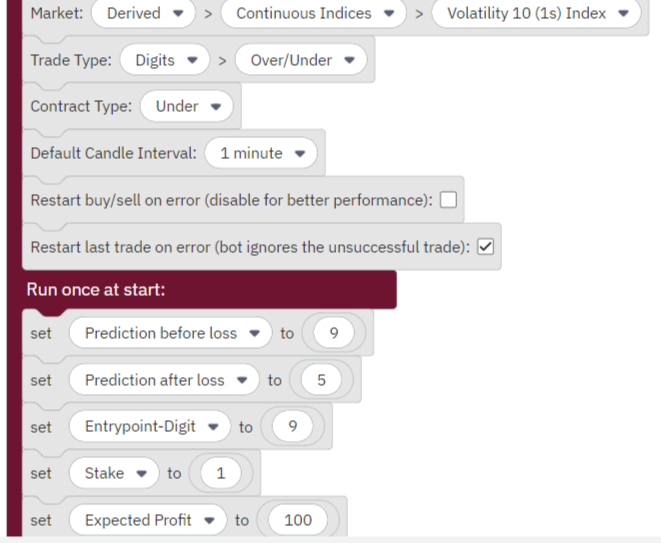 Market: Derived > Continuous Indices > Volatility 10 (1s) Index
Trade Type: Digits > Over/Under
Contract Type: Under
Default Candle Interval: 1 minute
Restart buy/sell on error (disable for better performance):
Restart last trade on error (bot ignores the unsuccessful trade):
Run once at start:
set Prediction before loss to 9
set Prediction after loss to 5
set Entrypoint-Digit to 9
set Stake to 1
set Expected Profit to 100